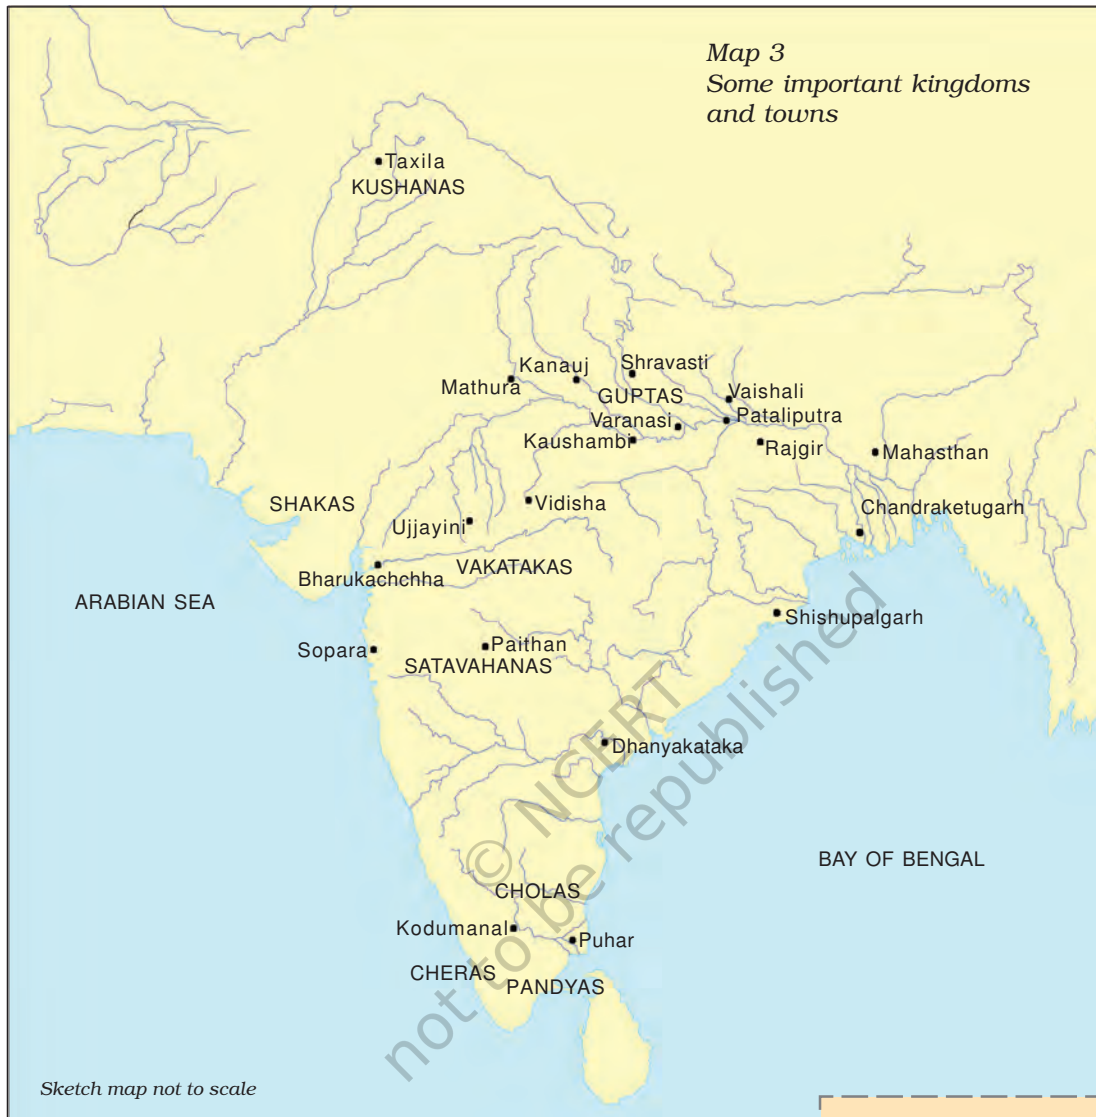 Map 3
Some important kingdoms
and towns
Taxila
KUSHANAS
Kanauj
Shravasti
Mathura
GUPTAS
Vaishali
Varanasi
Pataliputra
Kaushambi
Rajgir
Mahasthan
SHAKAS
Vidisha
Chandraketugarh
Ujjayini
VAKATAKAS
Bharukachchha
ARABIAN SEA
Shishupalgarh
Sopara
Paithan
SATAVAHANAS
Dhanyakataka
BAY OF BENGAL
CHOLAS
Kodumanal
Puhar
CHERAS
PANDYAS
© NCERT
not to be republished
Sketch map not to scale